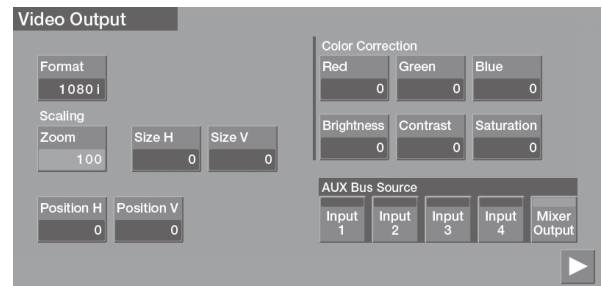 Video Output
Format
1080 i
Scaling
Zoom
100
Size H
0
Size V
0
Position H
0
Position V
0
Color Correction
Red
0
Green
0
Blue
0
Brightness
0
Contrast
0
Saturation
0
AUX Bus Source
Input
1
Input
2
Input
3
Input
4
Mixer
Output